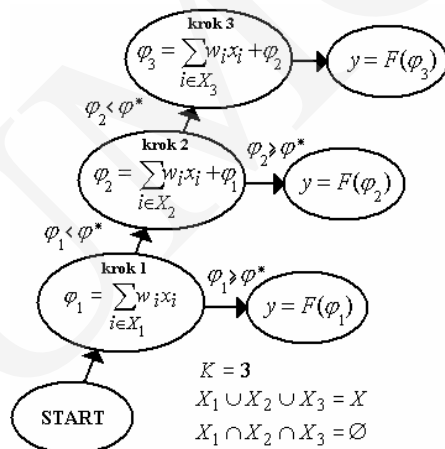 krok 3
φ₃ = ∑ wᵢxᵢ + φ₂
i∈X₃
y = F(φ₃)
φ₂ < φ*
krok 2
φ₂ = ∑ wᵢxᵢ + φ₁
i∈X₂
φ₂ ⩾ φ*
y = F(φ₂)
φ₁ < φ*
krok 1
φ₁ = ∑ wᵢxᵢ
i∈X₁
φ₁ ⩾ φ*
y = F(φ₁)
START
K = 3
X₁ ∪ X₂ ∪ X₃ = X
X₁ ∩ X₂ ∩ X₃ = ∅